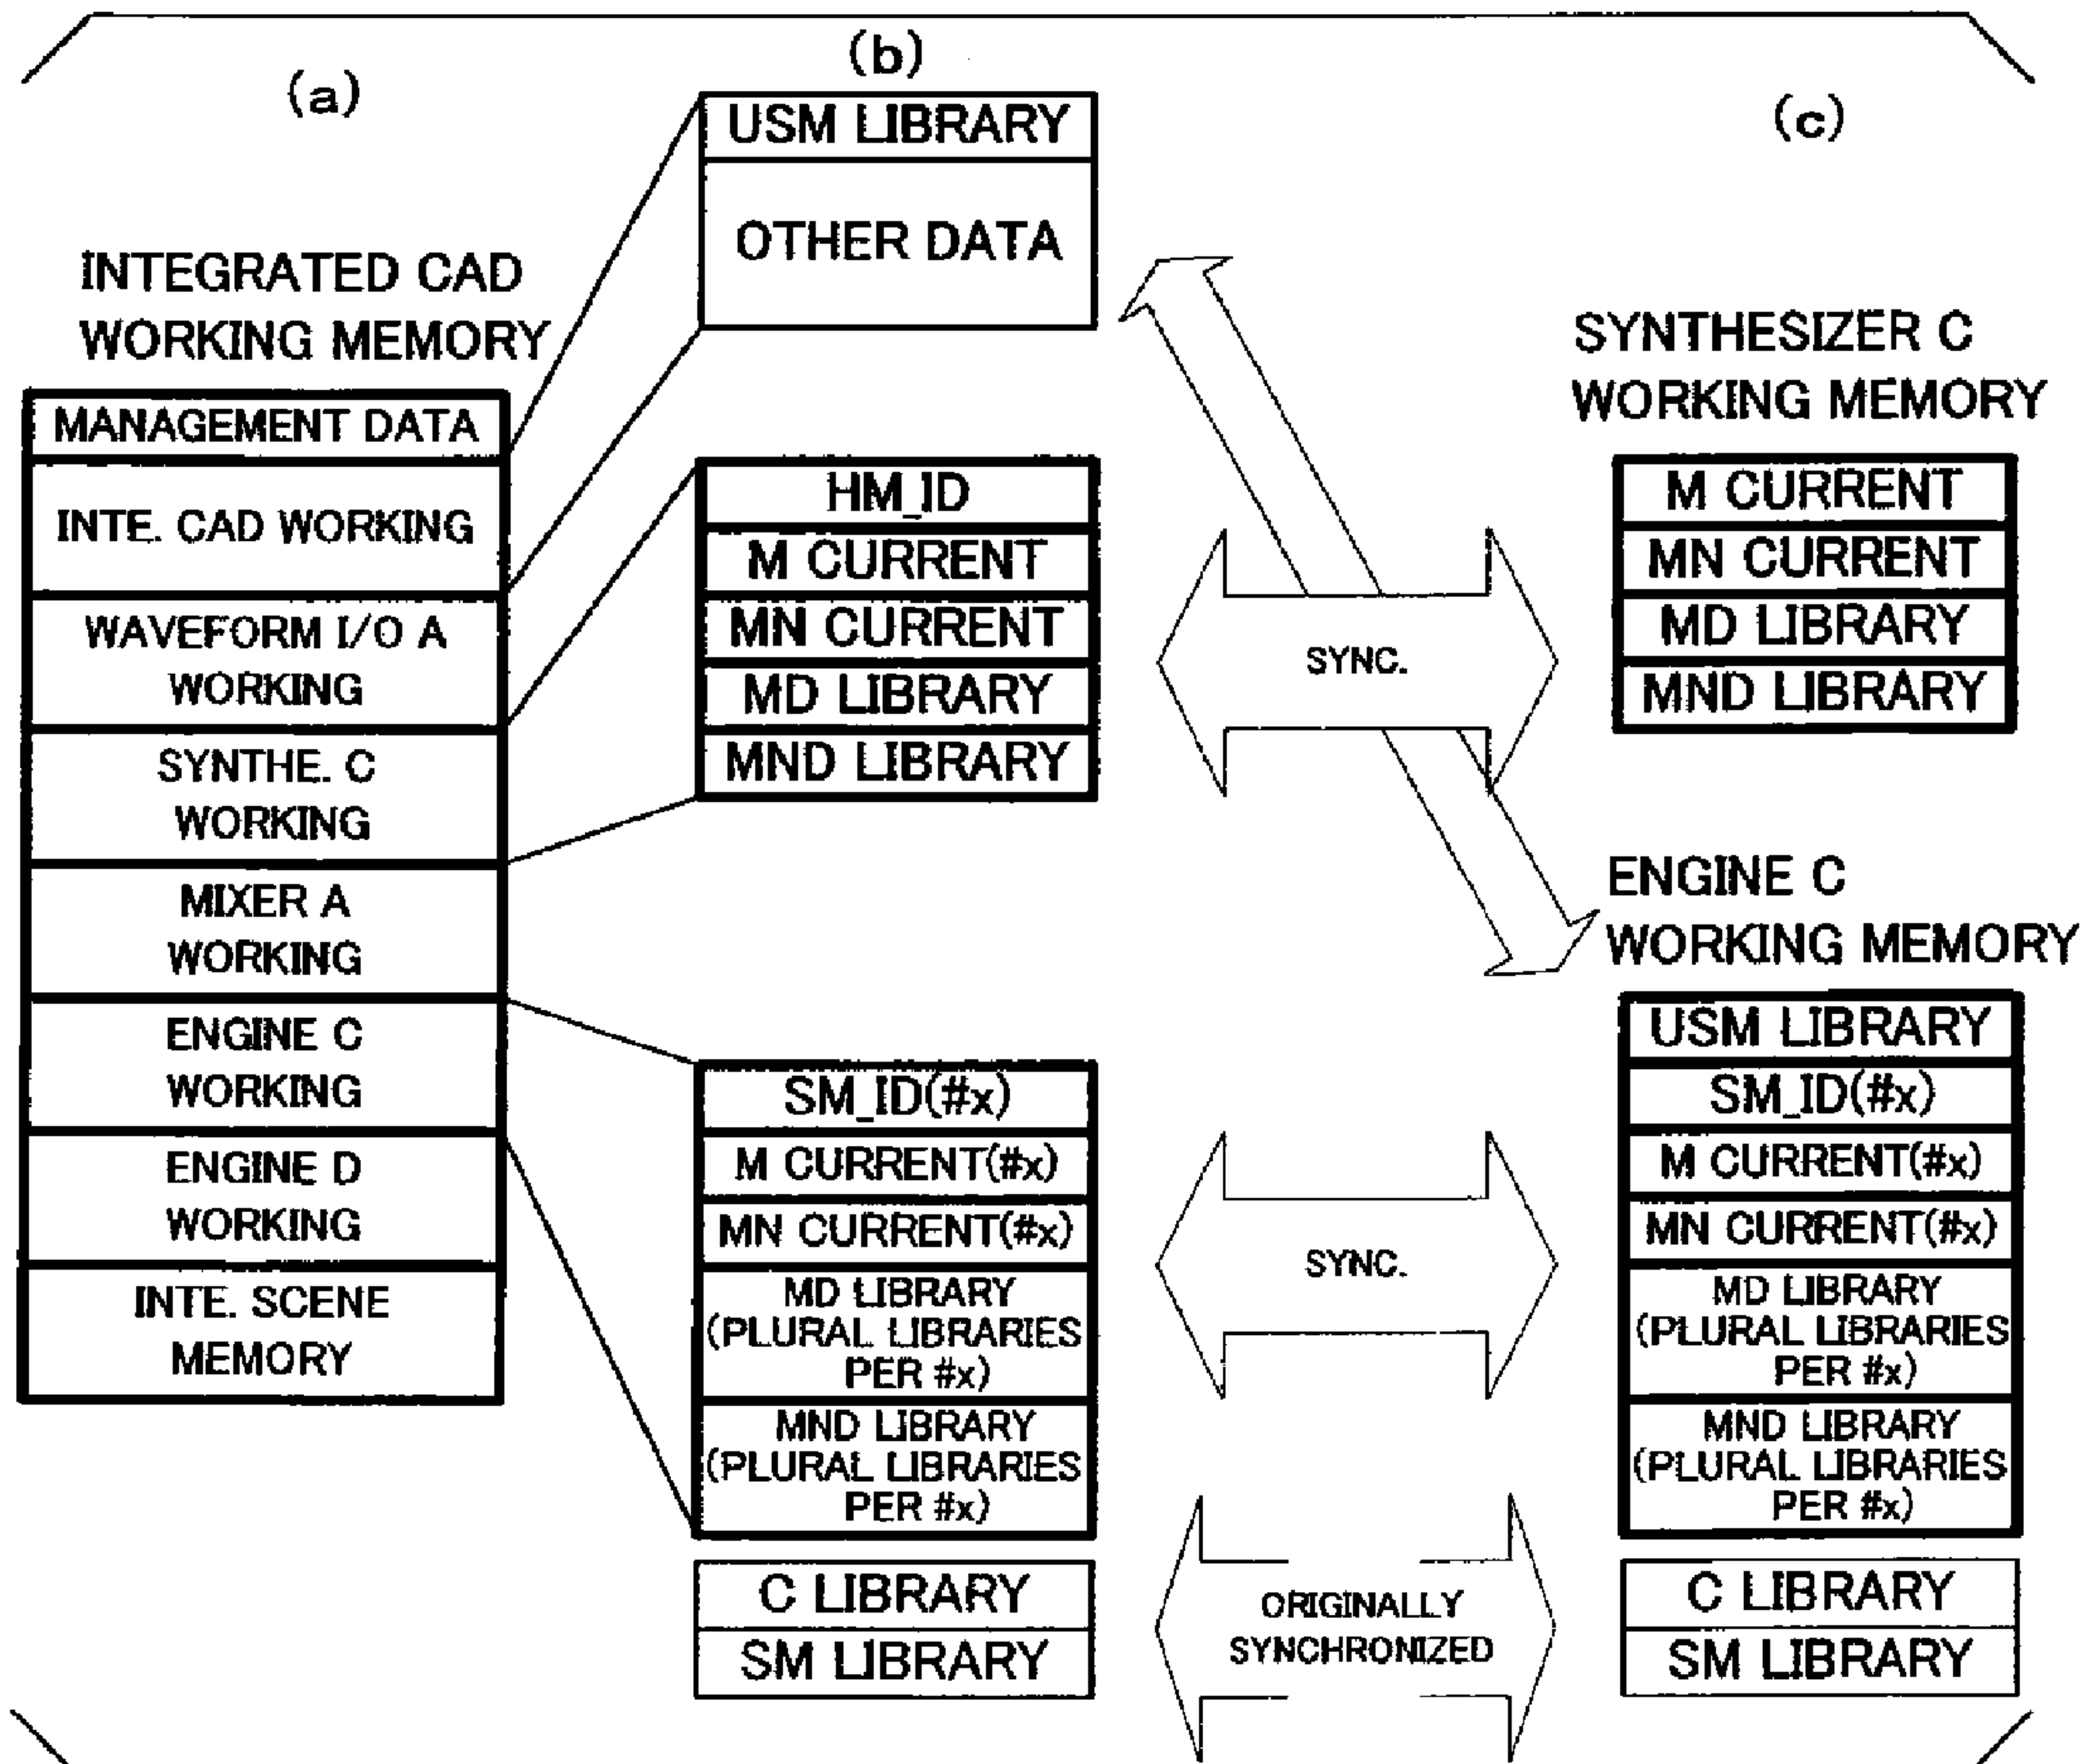 (a)
INTEGRATED CAD
WORKING MEMORY
MANAGEMENT DATA
INTE. CAD WORKING
WAVEFORM I/O A
WORKING
SYNTHE. C
WORKING
MIXER A
WORKING
ENGINE C
WORKING
ENGINE D
WORKING
INTE. SCENE
MEMORY
(b)
USM LIBRARY
OTHER DATA
HM_ID
M CURRENT
MN CURRENT
MD LIBRARY
MND LIBRARY
SM_ID(#x)
M CURRENT(#x)
MN CURRENT(#x)
MD LIBRARY
(PLURAL LIBRARIES
PER #x)
MND LIBRARY
(PLURAL LIBRARIES
PER #x)
C LIBRARY
SM LIBRARY
SYNC.
SYNC.
ORIGINALLY
SYNCHRONIZED
(c)
SYNTHESIZER C
WORKING MEMORY
M CURRENT
MN CURRENT
MD LIBRARY
MND LIBRARY
ENGINE C
WORKING MEMORY
USM LIBRARY
SM_ID(#x)
M CURRENT(#x)
MN CURRENT(#x)
MD LIBRARY
(PLURAL LIBRARIES
PER #x)
MND LIBRARY
(PLURAL LIBRARIES
PER #x)
C LIBRARY
SM LIBRARY